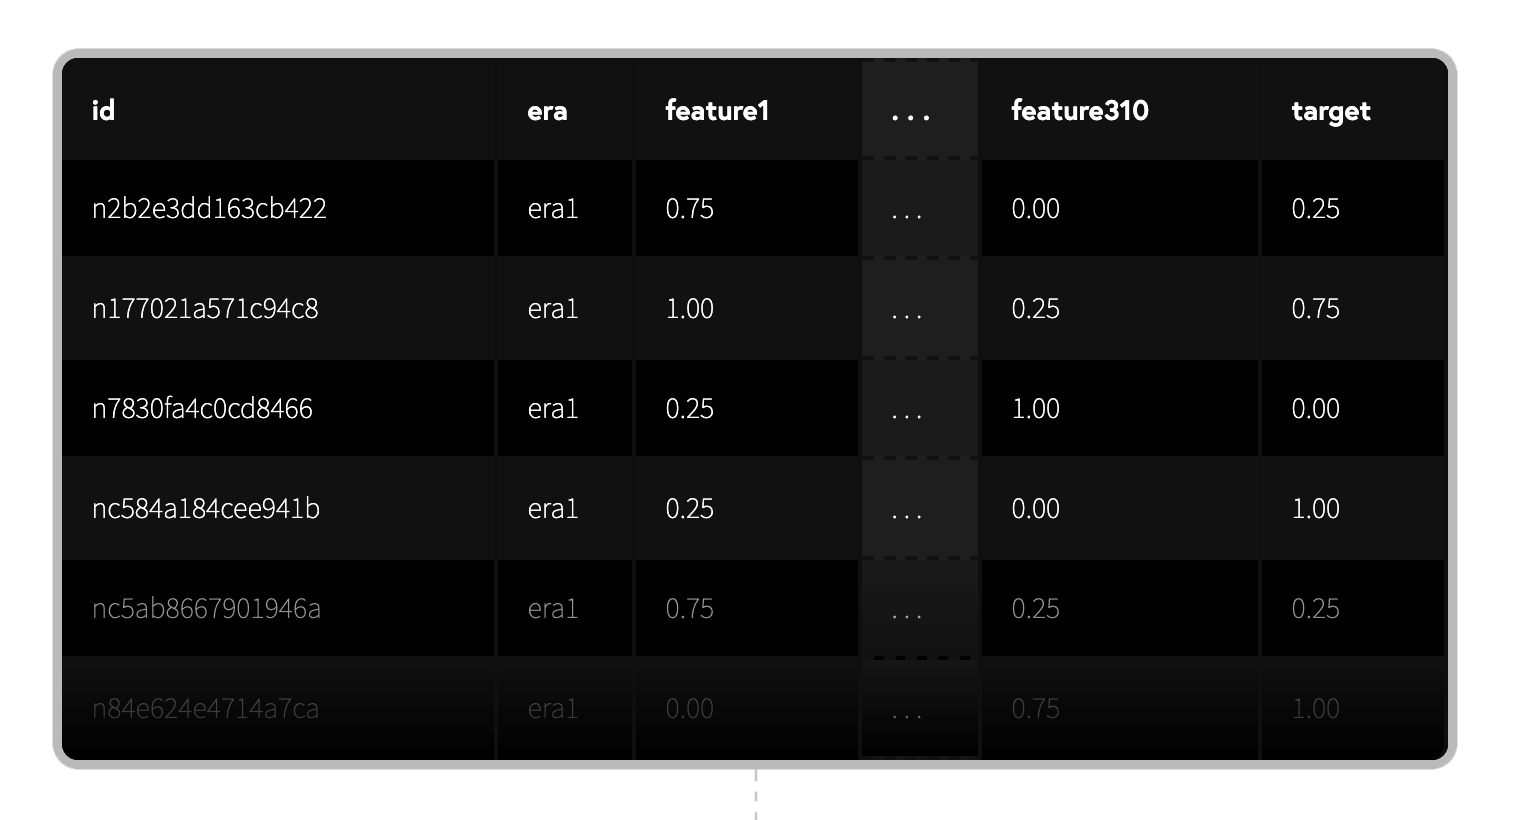 id era feature1 ... feature310 target
n2b2e3dd163cb422 era1 0.75 ... 0.00 0.25
n177021a571c94c8 era1 1.00 ... 0.25 0.75
n7830fa4c0cd8466 era1 0.25 ... 1.00 0.00
nc584a184cee941b era1 0.25 ... 0.00 1.00
nc5ab8667901946a era1 0.75 ... 0.25 0.25
n84e624e4714a7ca era1 0.00 ... 0.75 1.00